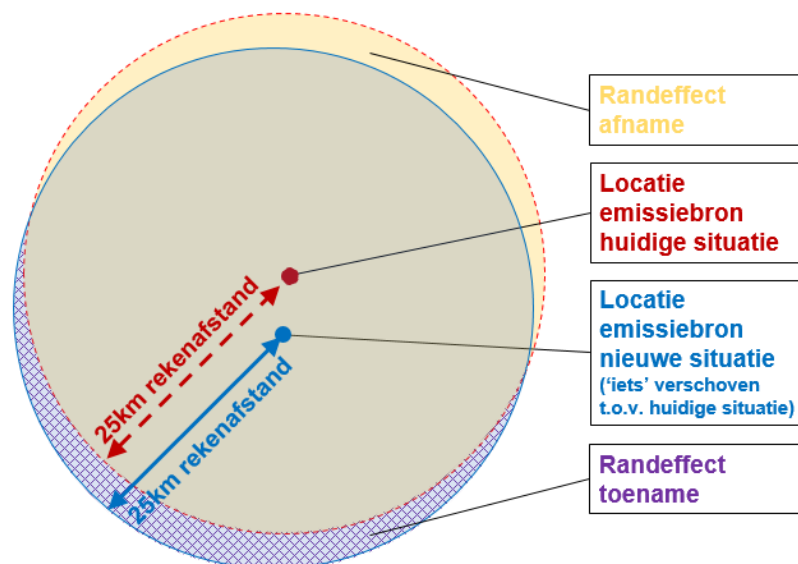 Randeffect
afname
Locatie
emissiebron
huidige situatie
Locatie
emissiebron
nieuwe situatie
(‘iets’ verschoven
t.o.v. huidige situatie)
Randeffect
toename
25km rekenafstand
25km rekenafstand